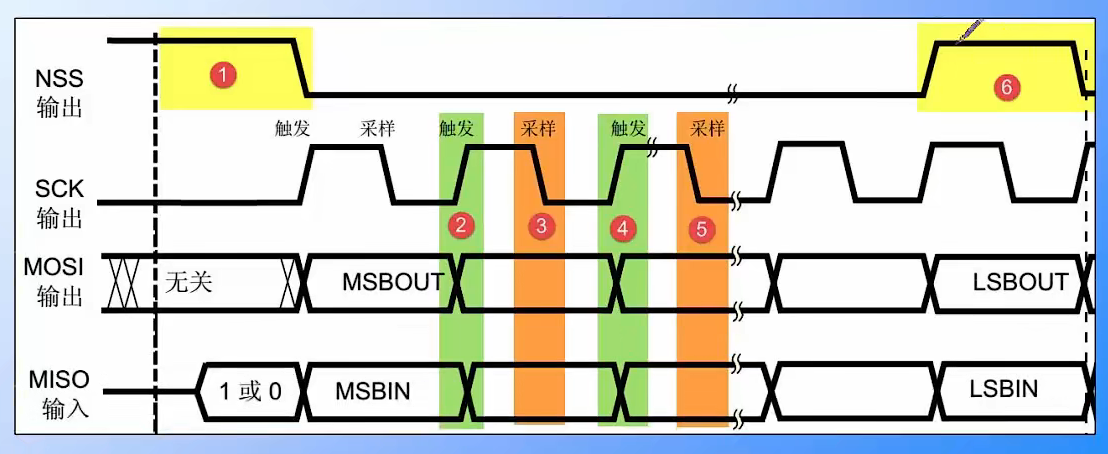 NSS
输出
1
6
触发
采样
触发
采样
触发
采样
SCK
输出
2
3
4
5
MOSI
输出
无关
MSBOUT
LSBOUT
MISO
输入
1 或 0
MSBIN
LSBIN